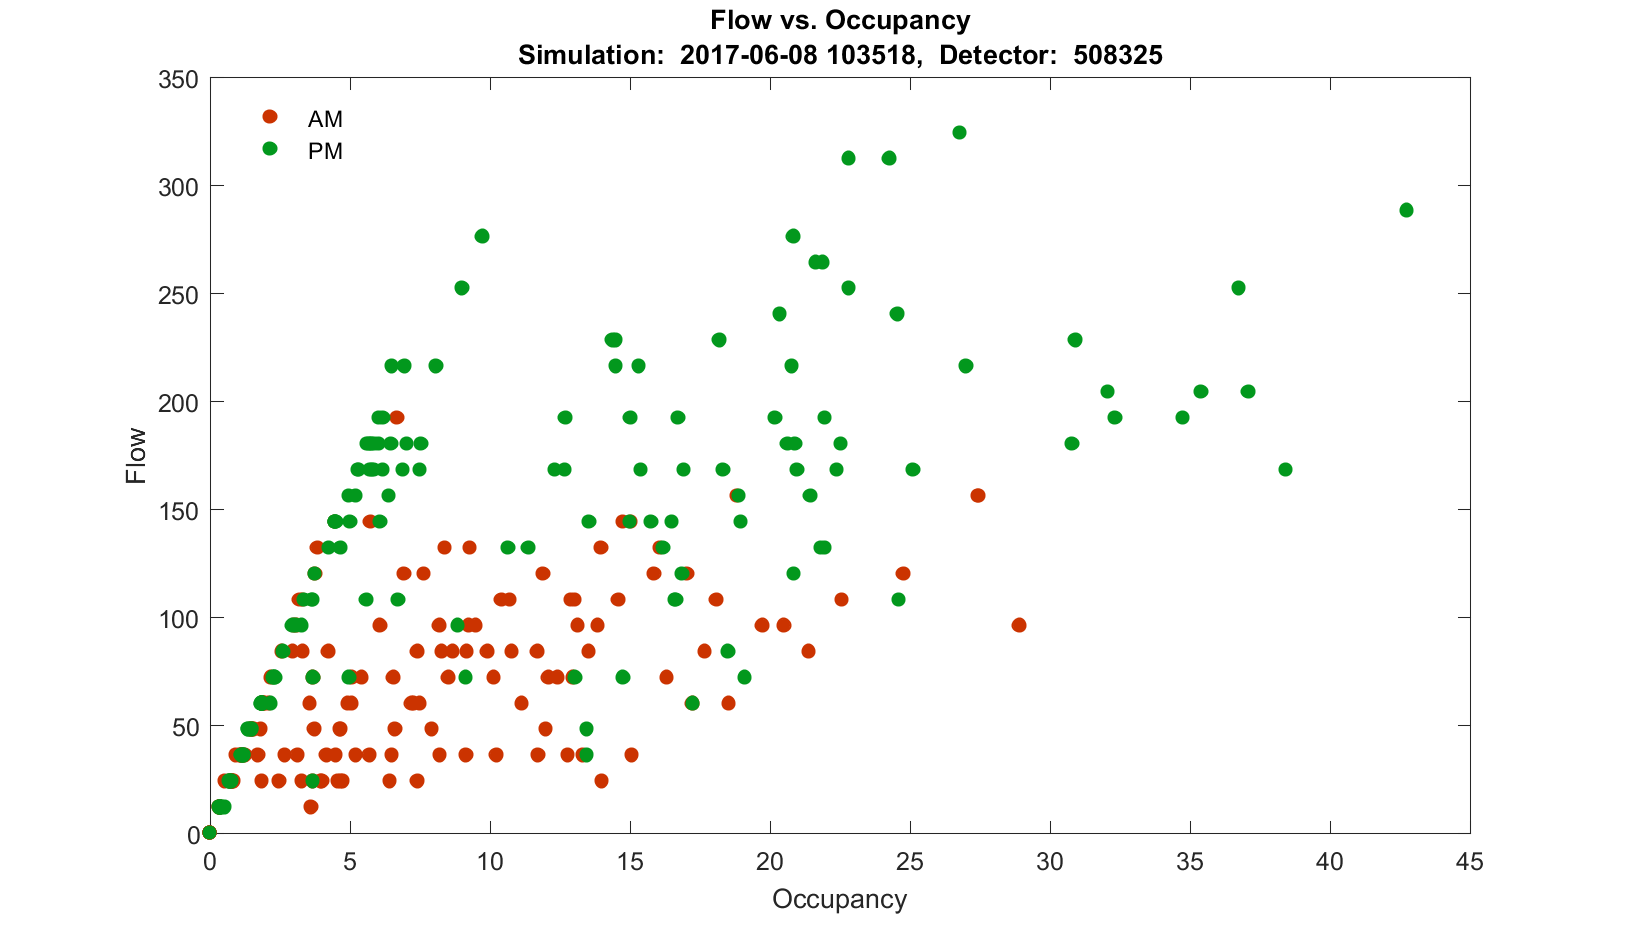 Flow vs. Occupancy
Simulation:  2017-06-08 103518,  Detector:  508325
350
AM
PM
300
250
200
Flow
150
100
50
0
0 5 10 15 20 25 30 35 40 45
Occupancy